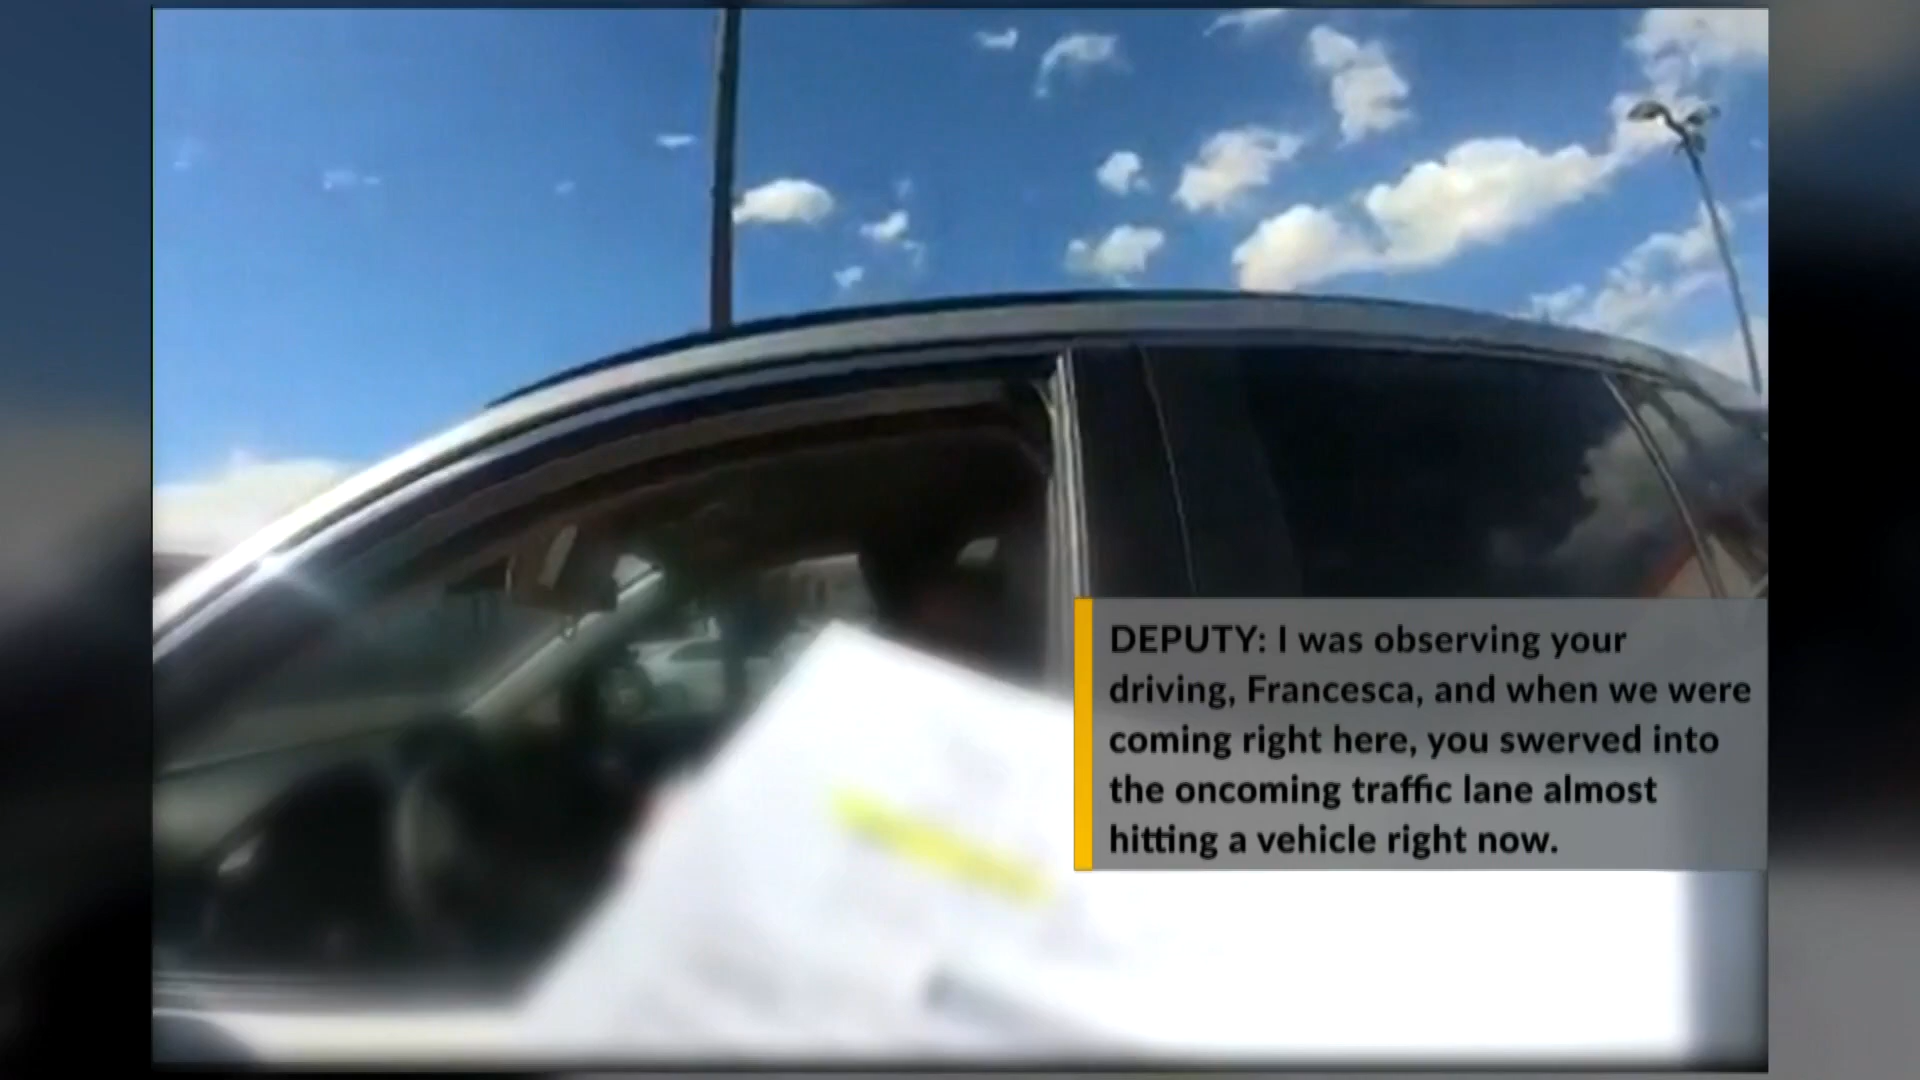 DEPUTY: I was observing your
driving, Francesca, and when we were
coming right here, you swerved into
the oncoming traffic lane almost
hitting a vehicle right now.